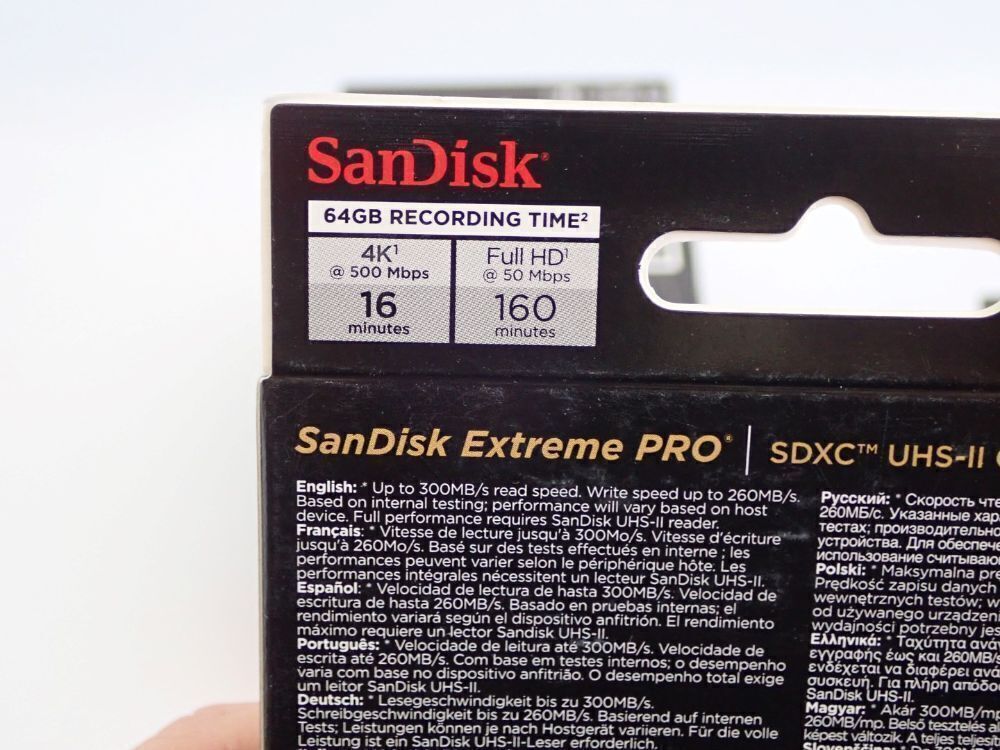 SanDisk®
64GB RECORDING TIME²
4K¹
@ 500 Mbps
16
minutes
Full HD¹
@ 50 Mbps
160
minutes
SanDisk Extreme PRO® | SDXC™ UHS-II
English: * Up to 300MB/s read speed. Write speed up to 260MB/s.
Based on internal testing; performance will vary based on host
device. Full performance requires SanDisk UHS-II reader.
Français: * Vitesse de lecture jusqu'à 300Mo/s. Vitesse d'écriture
jusqu'à 260Mo/s. Basé sur des tests effectués en interne ; les
performances peuvent varier selon le périphérique hôte. Les
performances intégrales nécessitent un lecteur SanDisk UHS-II.
Español: * Velocidad de lectura de hasta 300MB/s. Velocidad de
escritura de hasta 260MB/s. Basado en pruebas internas; el
rendimiento variará según el dispositivo anfitrión. El rendimiento
máximo requiere un lector Sandisk UHS-II.
Português: * Velocidade de leitura até 300MB/s. Velocidade de
escrita até 260MB/s. Com base em testes internos; o desempenho
varia com base no dispositivo anfitrião. O desempenho total exige
um leitor SanDisk UHS-II.
Deutsch: * Lesegeschwindigkeit bis zu 300MB/s.
Schreibgeschwindigkeit bis zu 260MB/s. Basierend auf internen
Tests; Leistungen können je nach Hostgerät variieren. Für die volle
Leistung ist ein SanDisk UHS-II-Leser erforderlich.
Русский: * Скорость
260МБ/с. Указанные
тестах;
устройства. Для
использование
Polski: * Maksymalna
Prędkość zapisu danych
wewnętrznych testów;
od używanego
wydajności potrzebny
Ελληνικά: * Ταχύτητα
εγγραφής έως και 260MB/s
ενδέχεται να διαφέρει
συσκευή. Για πλήρη
SanDisk UHS-II.
Magyar: * Akár 300MB/mp
260MB/mp. Belső tesztelés
képest változik. A teljes